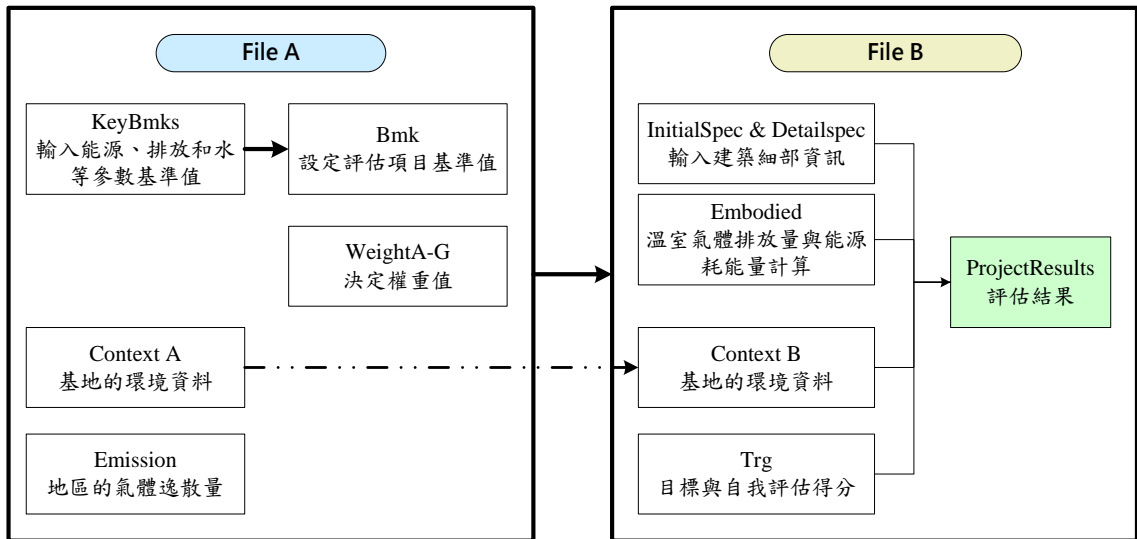 File A
KeyBmks
輸入能源、排放和水
等參數基準值
Bmk
設定評估項目基準值
WeightA-G
決定權重值
Context A
基地的環境資料
Emission
地區的氣體逸散量
File B
InitialSpec & Detailspec
輸入建築細部資訊
Embodied
溫室氣體排放量與能源
耗能量計算
Context B
基地的環境資料
Trg
目標與自我評估得分
ProjectResults
評估結果